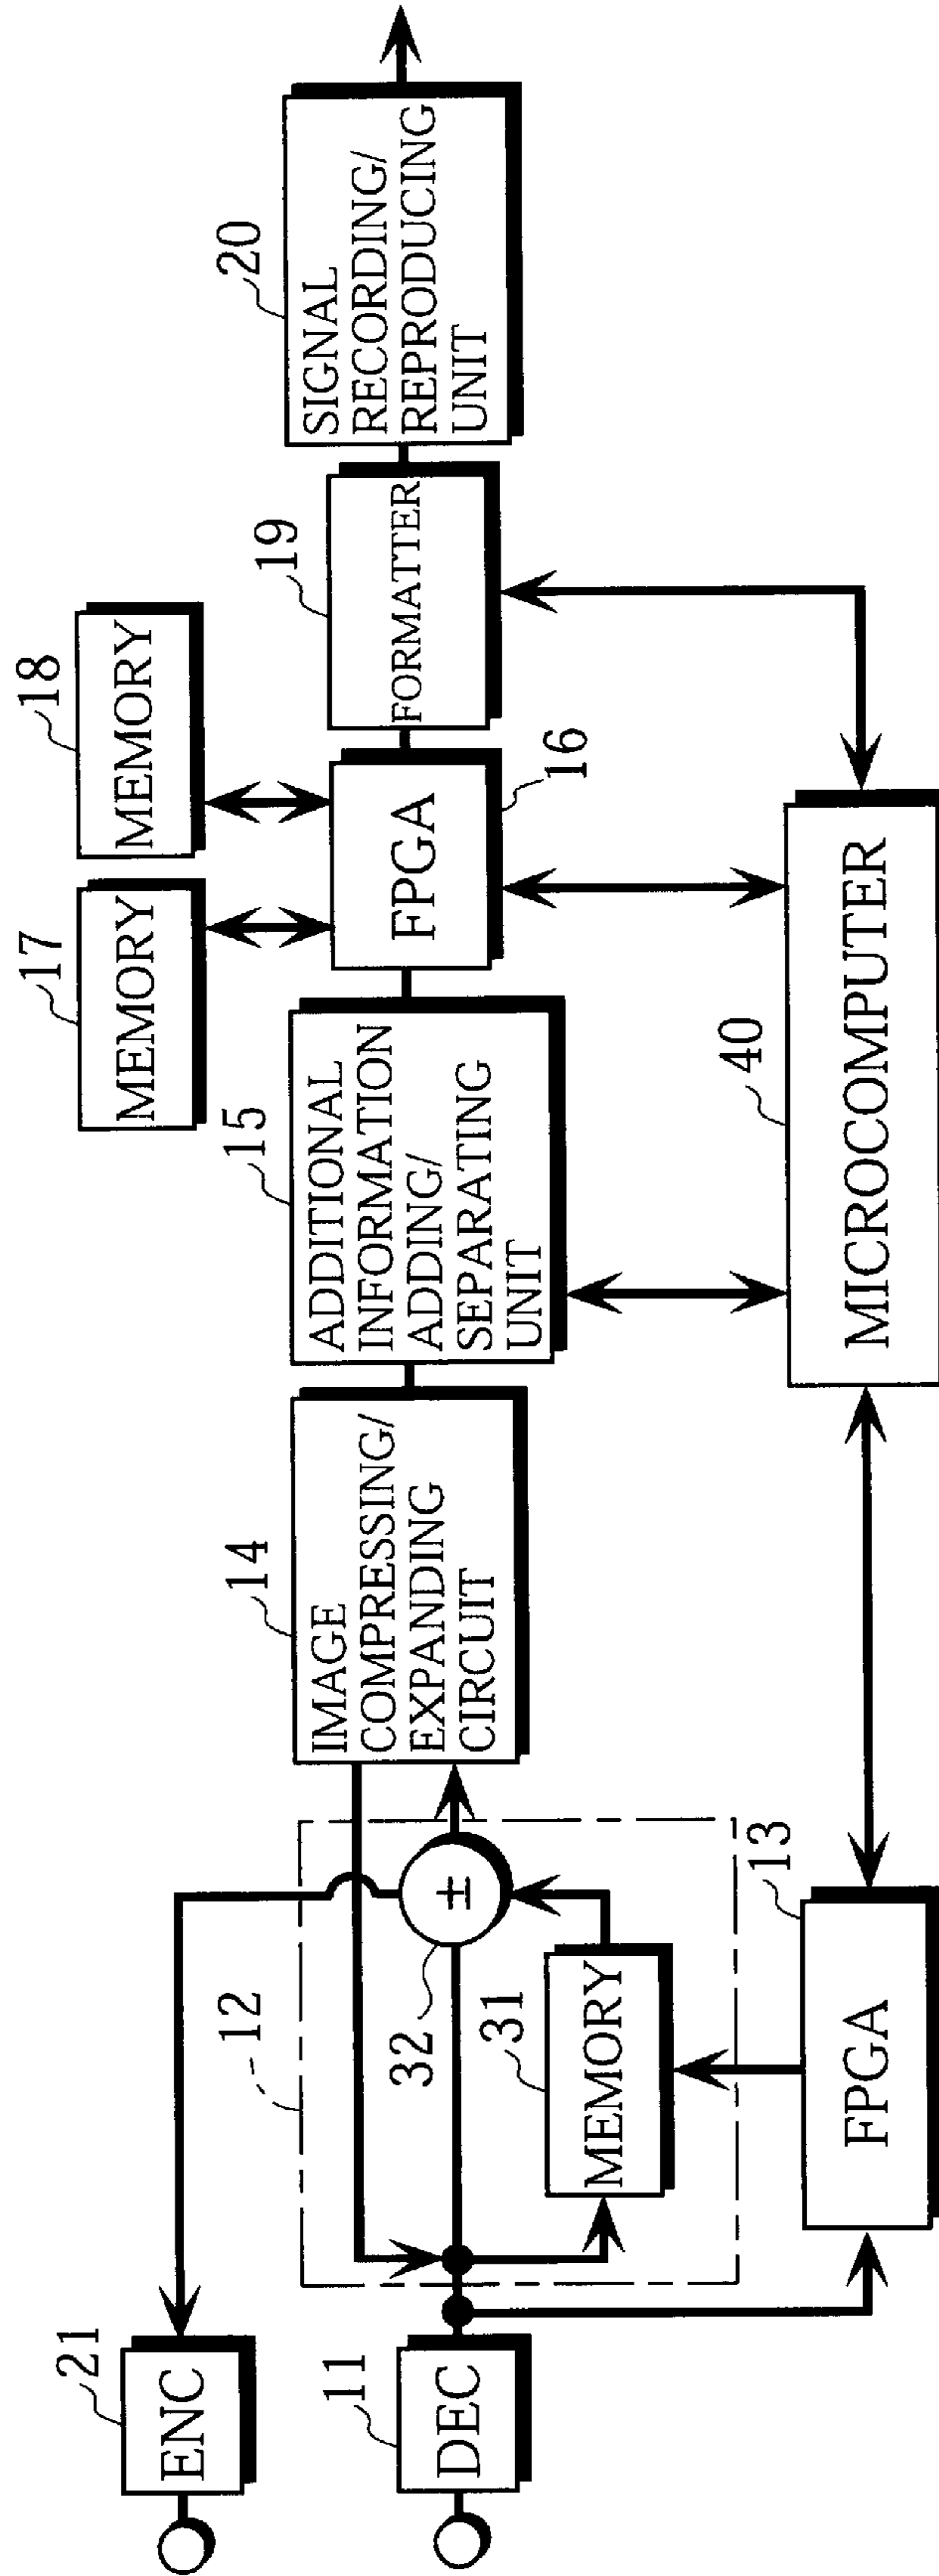 21
ENC
11
DEC
12
32
31
MEMORY
13
FPGA
14
IMAGE
COMPRESSING/
EXPANDING
CIRCUIT
15
ADDITIONAL
INFORMATION
ADDING/
SEPARATING
UNIT
17
MEMORY
18
MEMORY
FPGA
16
19
FORMATTER
20
SIGNAL
RECORDING/
REPRODUCING
UNIT
40
MICROCOMPUTER
±